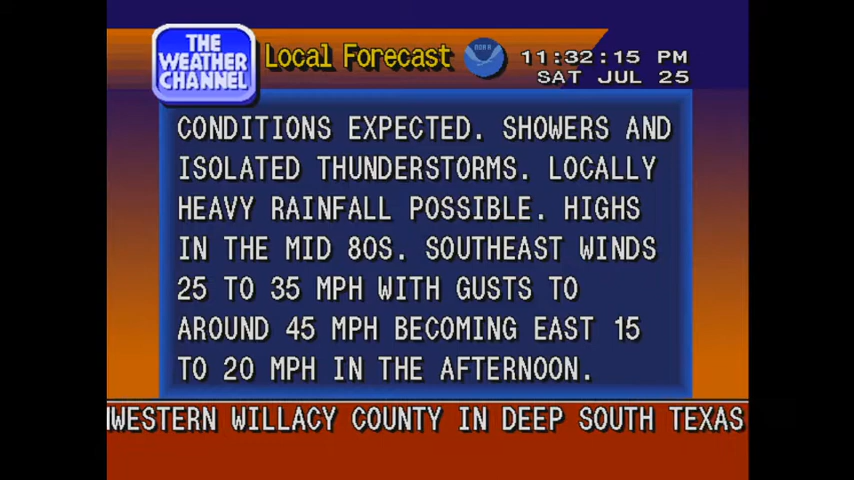 THE
WEATHER
CHANNEL
Local Forecast
NOAA
11:32:15 PM
SAT JUL 25
CONDITIONS EXPECTED. SHOWERS AND
ISOLATED THUNDERSTORMS. LOCALLY
HEAVY RAINFALL POSSIBLE. HIGHS
IN THE MID 80S. SOUTHEAST WINDS
25 TO 35 MPH WITH GUSTS TO
AROUND 45 MPH BECOMING EAST 15
TO 20 MPH IN THE AFTERNOON.
WESTERN WILLACY COUNTY IN DEEP SOUTH TEXAS